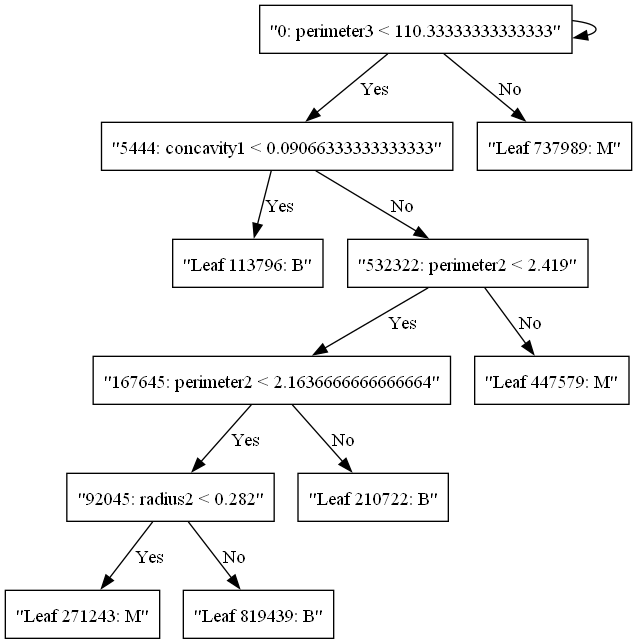 "0: perimeter3 < 110.33333333333333"
Yes
No
"5444: concavity1 < 0.09066333333333333"
"Leaf 737989: M"
Yes
No
"Leaf 113796: B"
"532322: perimeter2 < 2.419"
Yes
No
"167645: perimeter2 < 2.1636666666666664"
"Leaf 447579: M"
Yes
No
"92045: radius2 < 0.282"
"Leaf 210722: B"
Yes
No
"Leaf 271243: M"
"Leaf 819439: B"